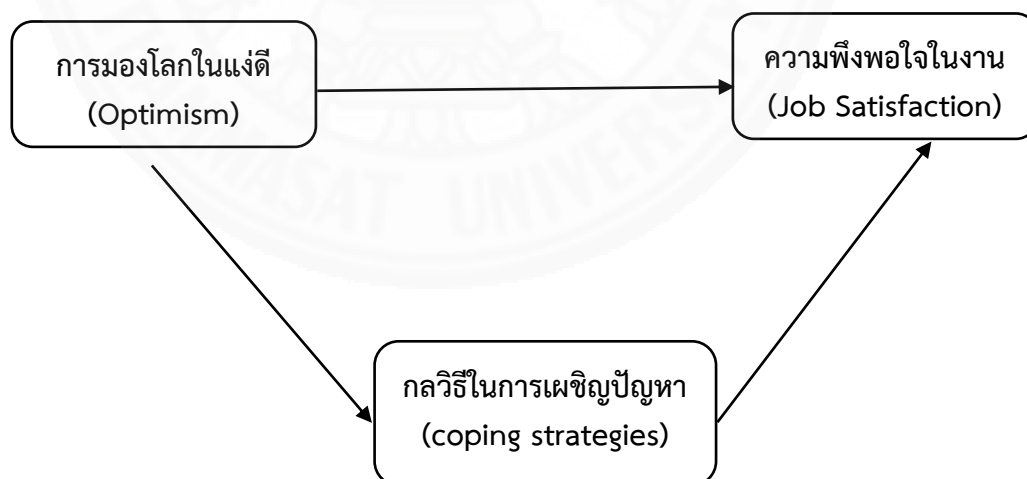 การมองโลกในแง่ดี
(Optimism)
ความพึงพอใจในงาน
(Job Satisfaction)
กลวิธีในการเผชิญปัญหา
(coping strategies)